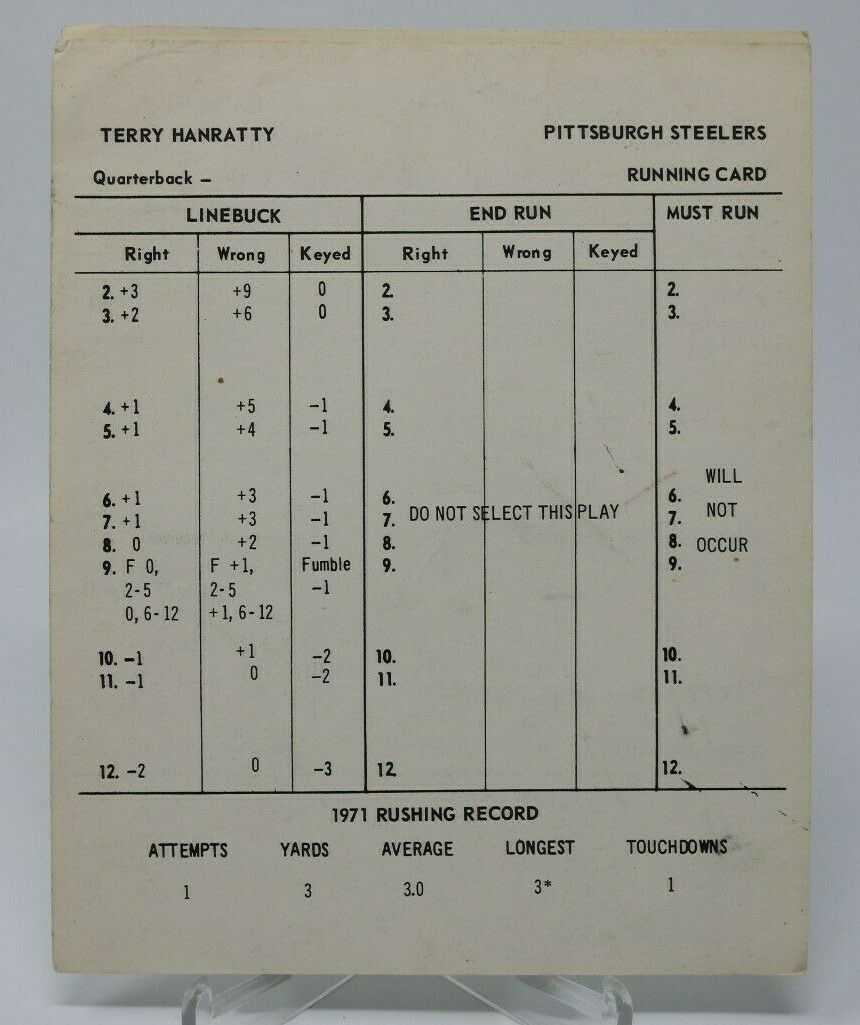 TERRY HANRATTY PITTSBURGH STEELERS
Quarterback – RUNNING CARD
LINEBUCK END RUN MUST RUN
Right Wrong Keyed Right Wrong Keyed
2. +3 +9 0 2. 2.
3. +2 +6 0 3. 3.
4. +1 +5 –1 4. 4.
5. +1 +4 –1 5. 5.
WILL
6. +1 +3 –1 6. 6.
7. +1 +3 –1 7. DO NOT SELECT THIS PLAY 7. NOT
8. 0 +2 –1 8. 8. OCCUR
9. F 0, F +1, Fumble 9. 9.
2-5 2-5 –1
0, 6-12 +1, 6-12
10. –1 +1 –2 10. 10.
11. –1 0 –2 11. 11.
12. –2 0 –3 12. 12.
1971 RUSHING RECORD
ATTEMPTS YARDS AVERAGE LONGEST TOUCHDOWNS
1 3 3.0 3* 1